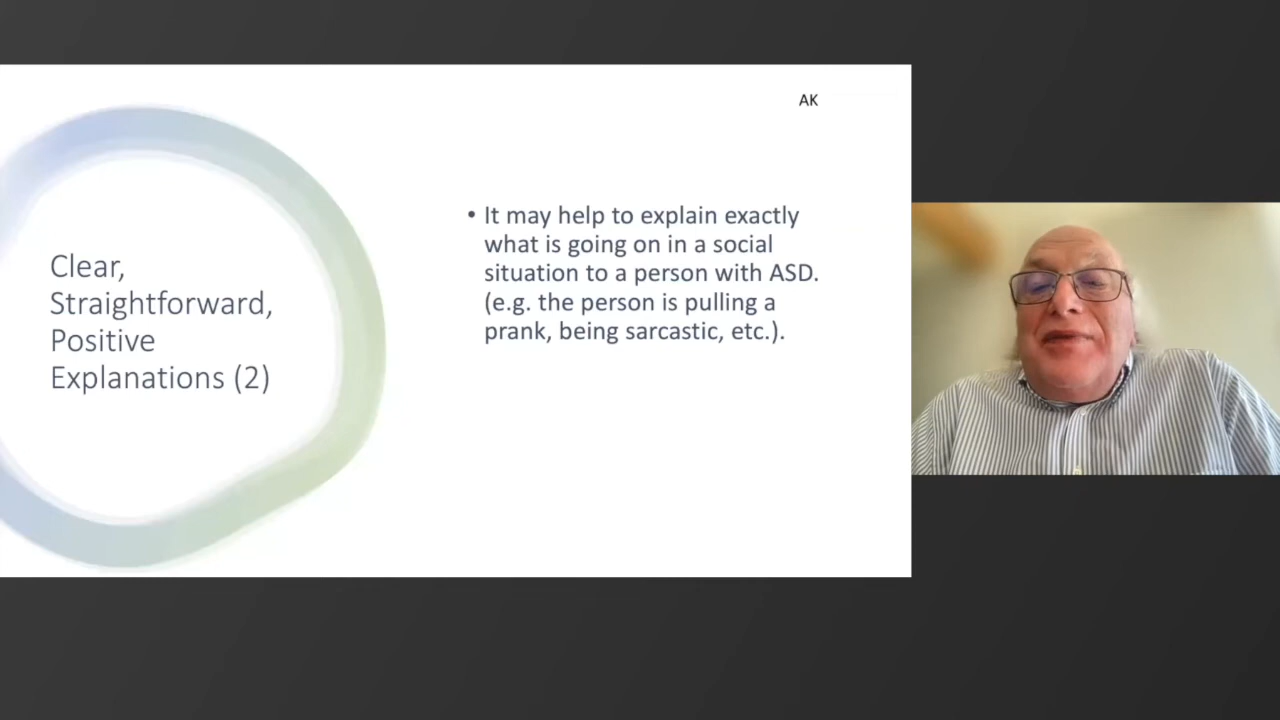 AK
Clear,
Straightforward,
Positive
Explanations (2)
• It may help to explain exactly
what is going on in a social
situation to a person with ASD.
(e.g. the person is pulling a
prank, being sarcastic, etc.).